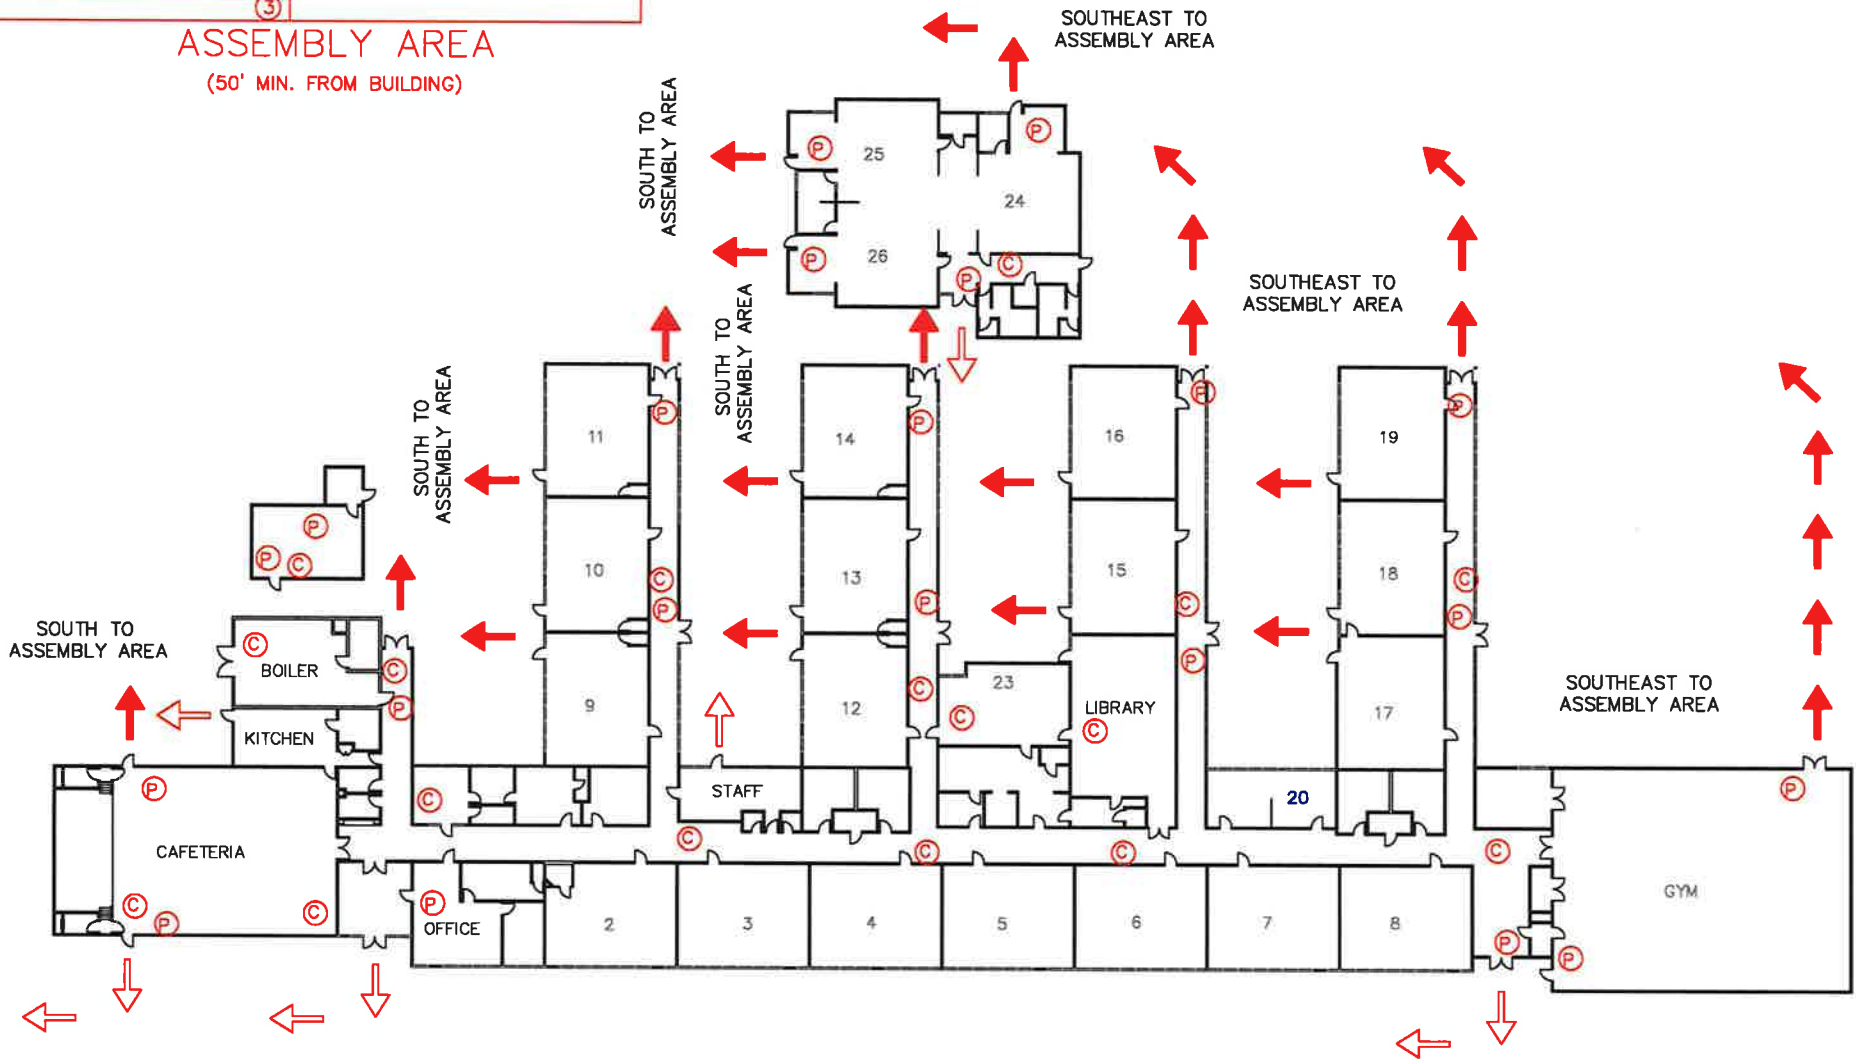 3
ASSEMBLY AREA
(50' MIN. FROM BUILDING)
SOUTHEAST TO
ASSEMBLY AREA
SOUTH TO
ASSEMBLY AREA
P
25
P
24
26
P
C
P
SOUTHEAST TO
ASSEMBLY AREA
SOUTH TO
ASSEMBLY AREA
SOUTH TO
ASSEMBLY AREA
11
P
14
P
16
P
19
P
P
P
C
10
C
P
13
P
15
C
18
C
P
SOUTH TO
ASSEMBLY AREA
C
BOILER
C
P
KITCHEN
9
12
C
23
C
LIBRARY
C
P
17
SOUTHEAST TO
ASSEMBLY AREA
P
C
STAFF
20
P
CAFETERIA
C
C
C
C
C
P
C
P
OFFICE
2
3
4
5
6
7
8
P
P
GYM